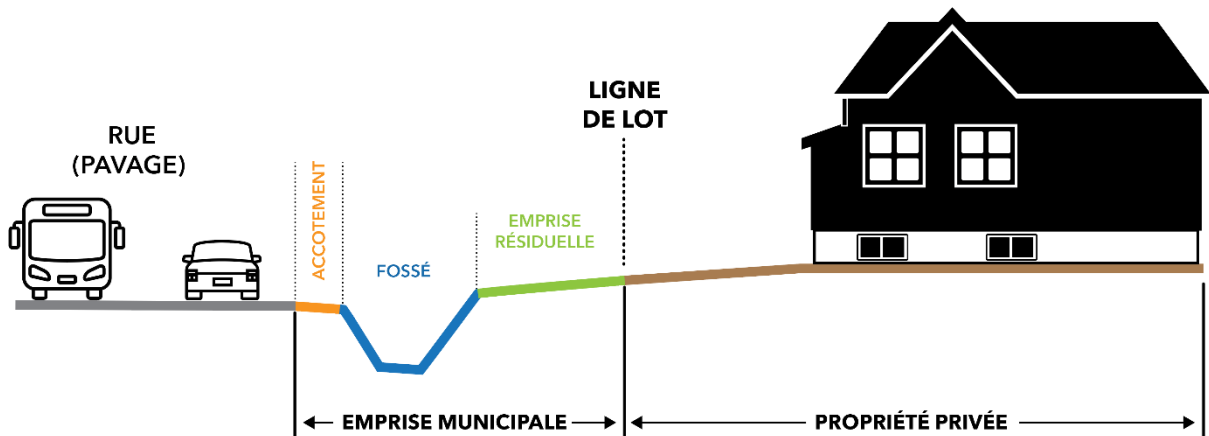 RUE
(PAVAGE)
ACCOTEMENT
FOSSÉ
EMPRISE
RÉSIDUELLE
LIGNE
DE LOT
EMPRISE MUNICIPALE
PROPRIÉTÉ PRIVÉE